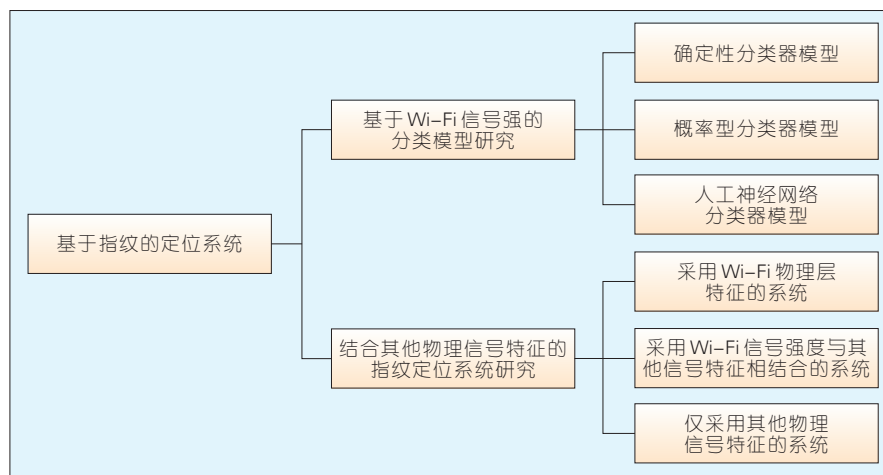 基于指纹的定位系统
基于Wi–Fi信号强的
分类模型研究
确定性分类器模型
概率型分类器模型
人工神经网络
分类器模型
结合其他物理信号特征的
指纹定位系统研究
采用Wi–Fi物理层
特征的系统
采用Wi–Fi信号强度与其
他信号特征相结合的系统
仅采用其他物理
信号特征的系统